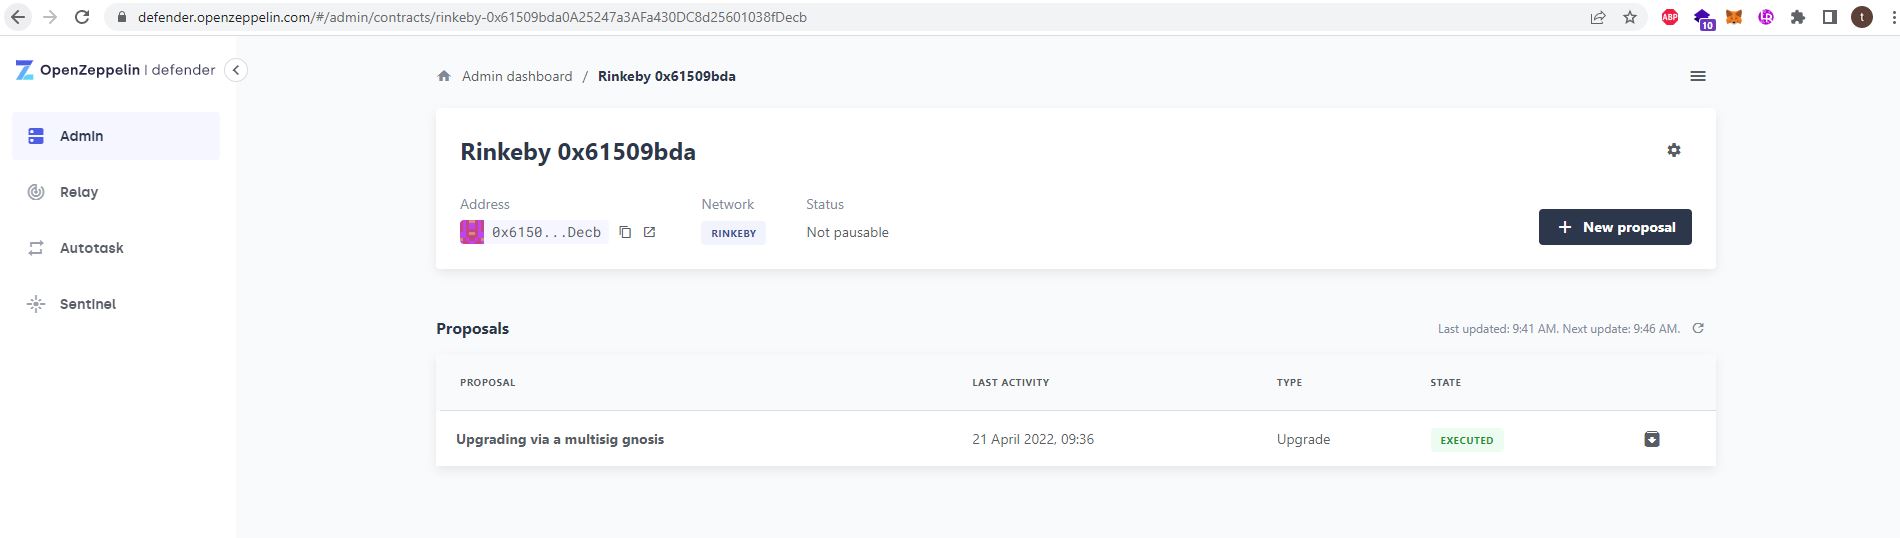 defender.openzeppelin.com/#/admin/contracts/rinkeby-0x61509bda0A25247a3AFa430DC8d25601038fDecb
ABP
10
t
OpenZeppelin | defender
Admin dashboard / Rinkeby 0x61509bda
Admin
Relay
Autotask
Sentinel
Rinkeby 0x61509bda
Address Network Status
0x6150...Decb RINKEBY Not pausable
+ New proposal
Proposals
Last updated: 9:41 AM. Next update: 9:46 AM.
PROPOSAL LAST ACTIVITY TYPE STATE
Upgrading via a multisig gnosis 21 April 2022, 09:36 Upgrade EXECUTED